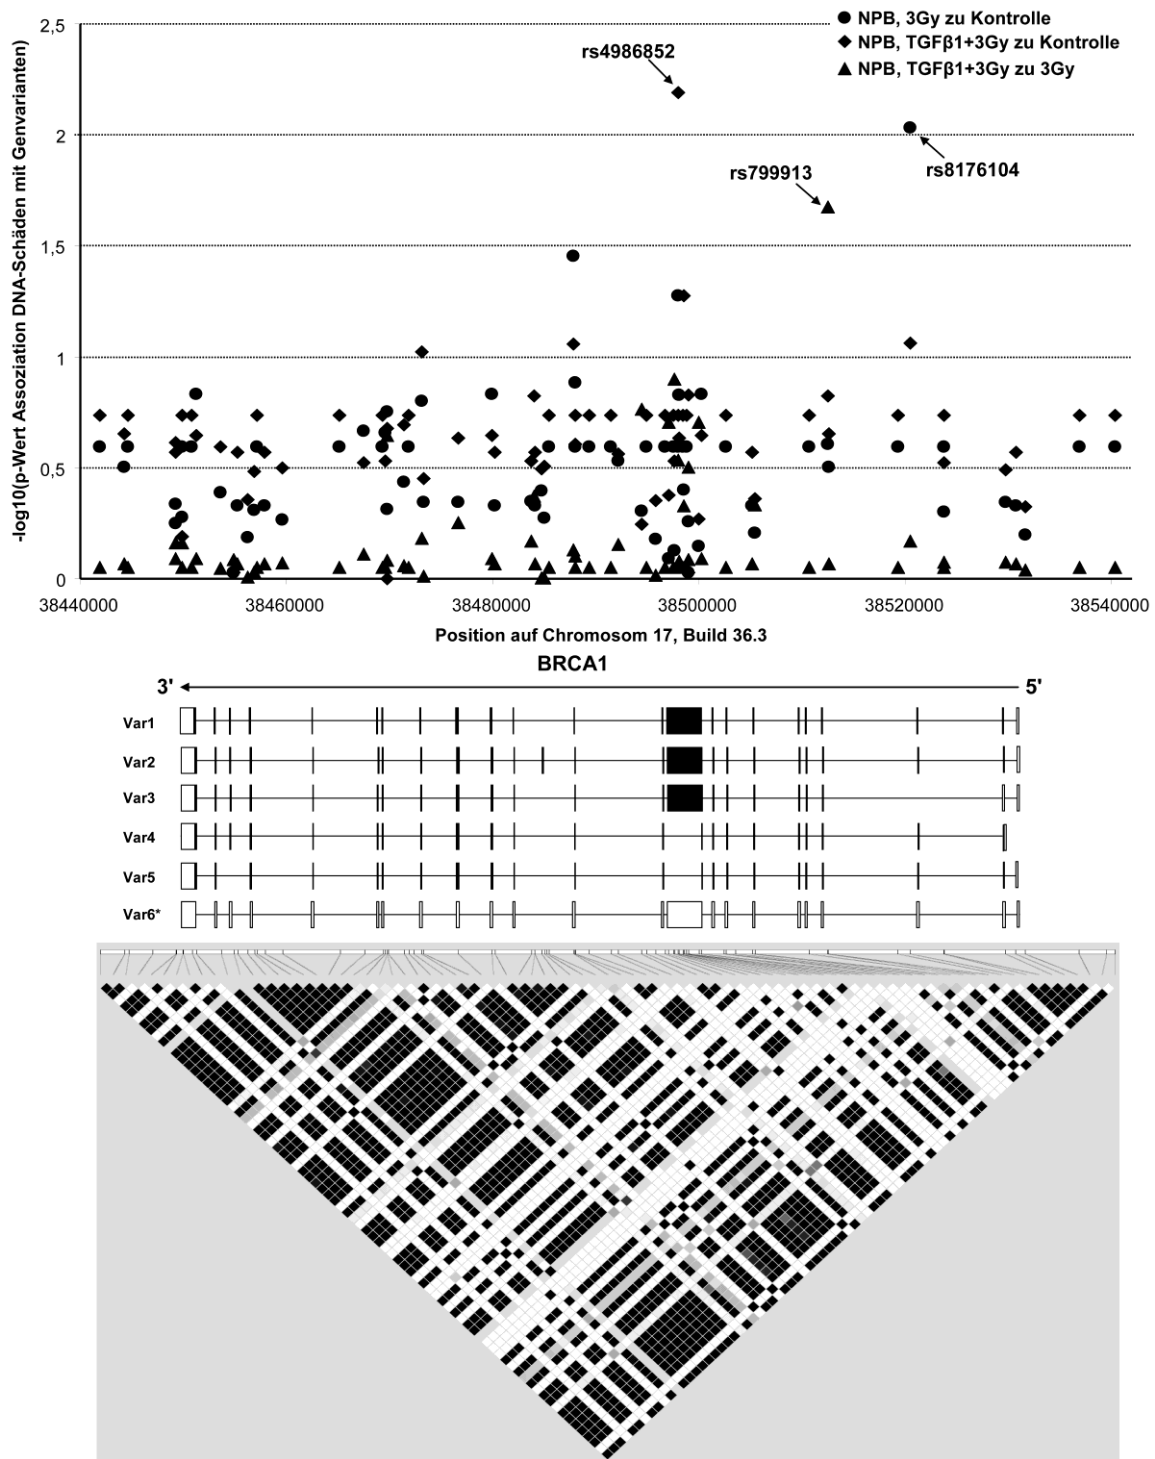 -log10(p-Wert Assoziation DNA-Schäden mit Genvarianten)
2,5
2
1,5
1
0,5
0
NPB, 3Gy zu Kontrolle
NPB, TGFβ1+3Gy zu Kontrolle
NPB, TGFβ1+3Gy zu 3Gy
rs4986852
rs799913
rs8176104
38440000 38460000 38480000 38500000 38520000 38540000
Position auf Chromosom 17, Build 36.3
BRCA1
3' 5'
Var1
Var2
Var3
Var4
Var5
Var6*